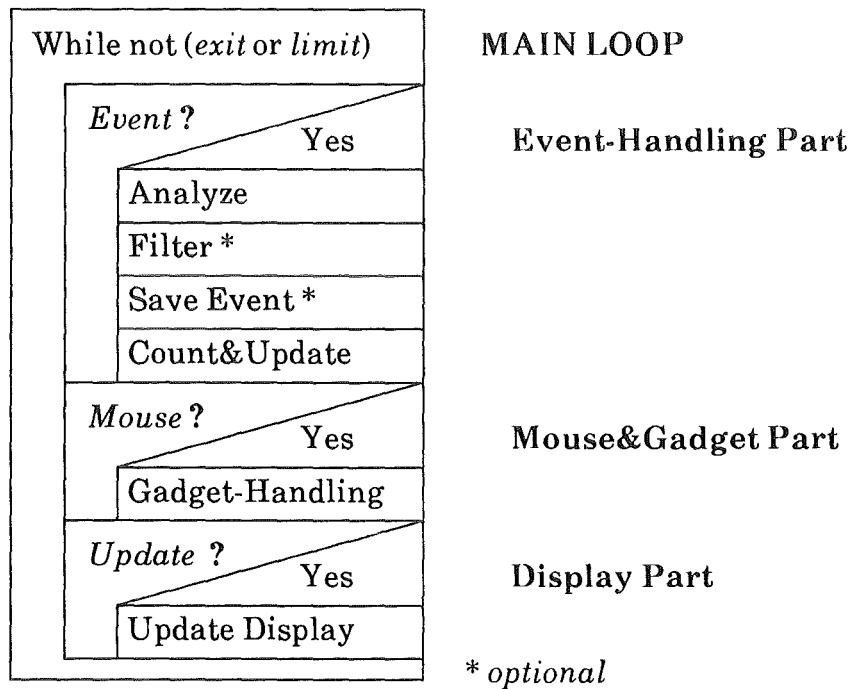 While not (exit or limit) MAIN LOOP
Event ?
Yes Event-Handling Part
Analyze
Filter *
Save Event *
Count&Update
Mouse ?
Yes Mouse&Gadget Part
Gadget-Handling
Update ?
Yes Display Part
Update Display
* optional